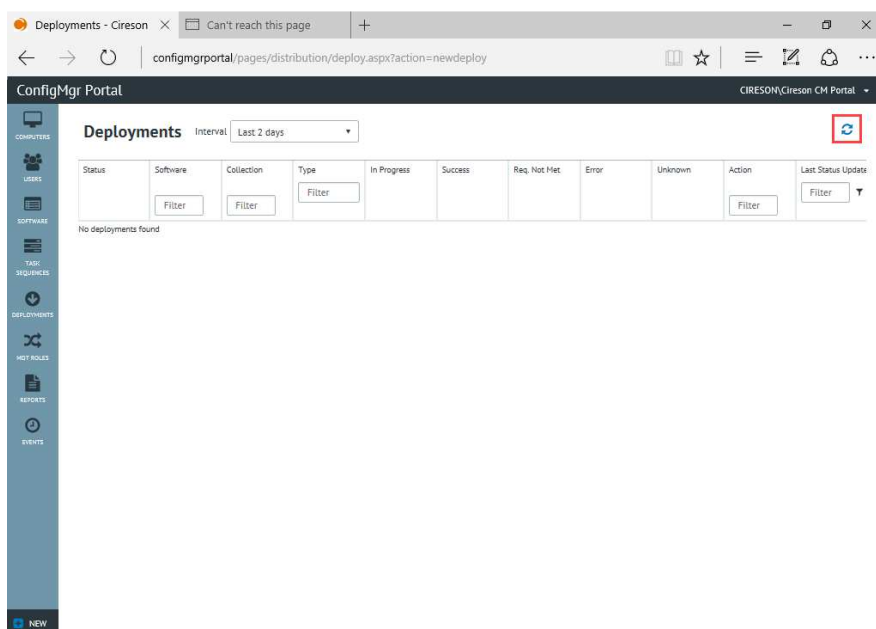 Deployments - Cireson
Can't reach this page
configmgrportal/pages/distribution/deploy.aspx?action=newdeploy
ConfigMgr Portal
CIRESON\Cireson CM Portal
COMPUTERS
USERS
SOFTWARE
TASK
SEQUENCES
DEPLOYMENTS
MDT ROLES
REPORTS
EVENTS
NEW
Deployments Interval Last 2 days
Status Software Collection Type In Progress Success Req. Not Met Error Unknown Action Last Status Update
Filter Filter Filter Filter Filter
No deployments found